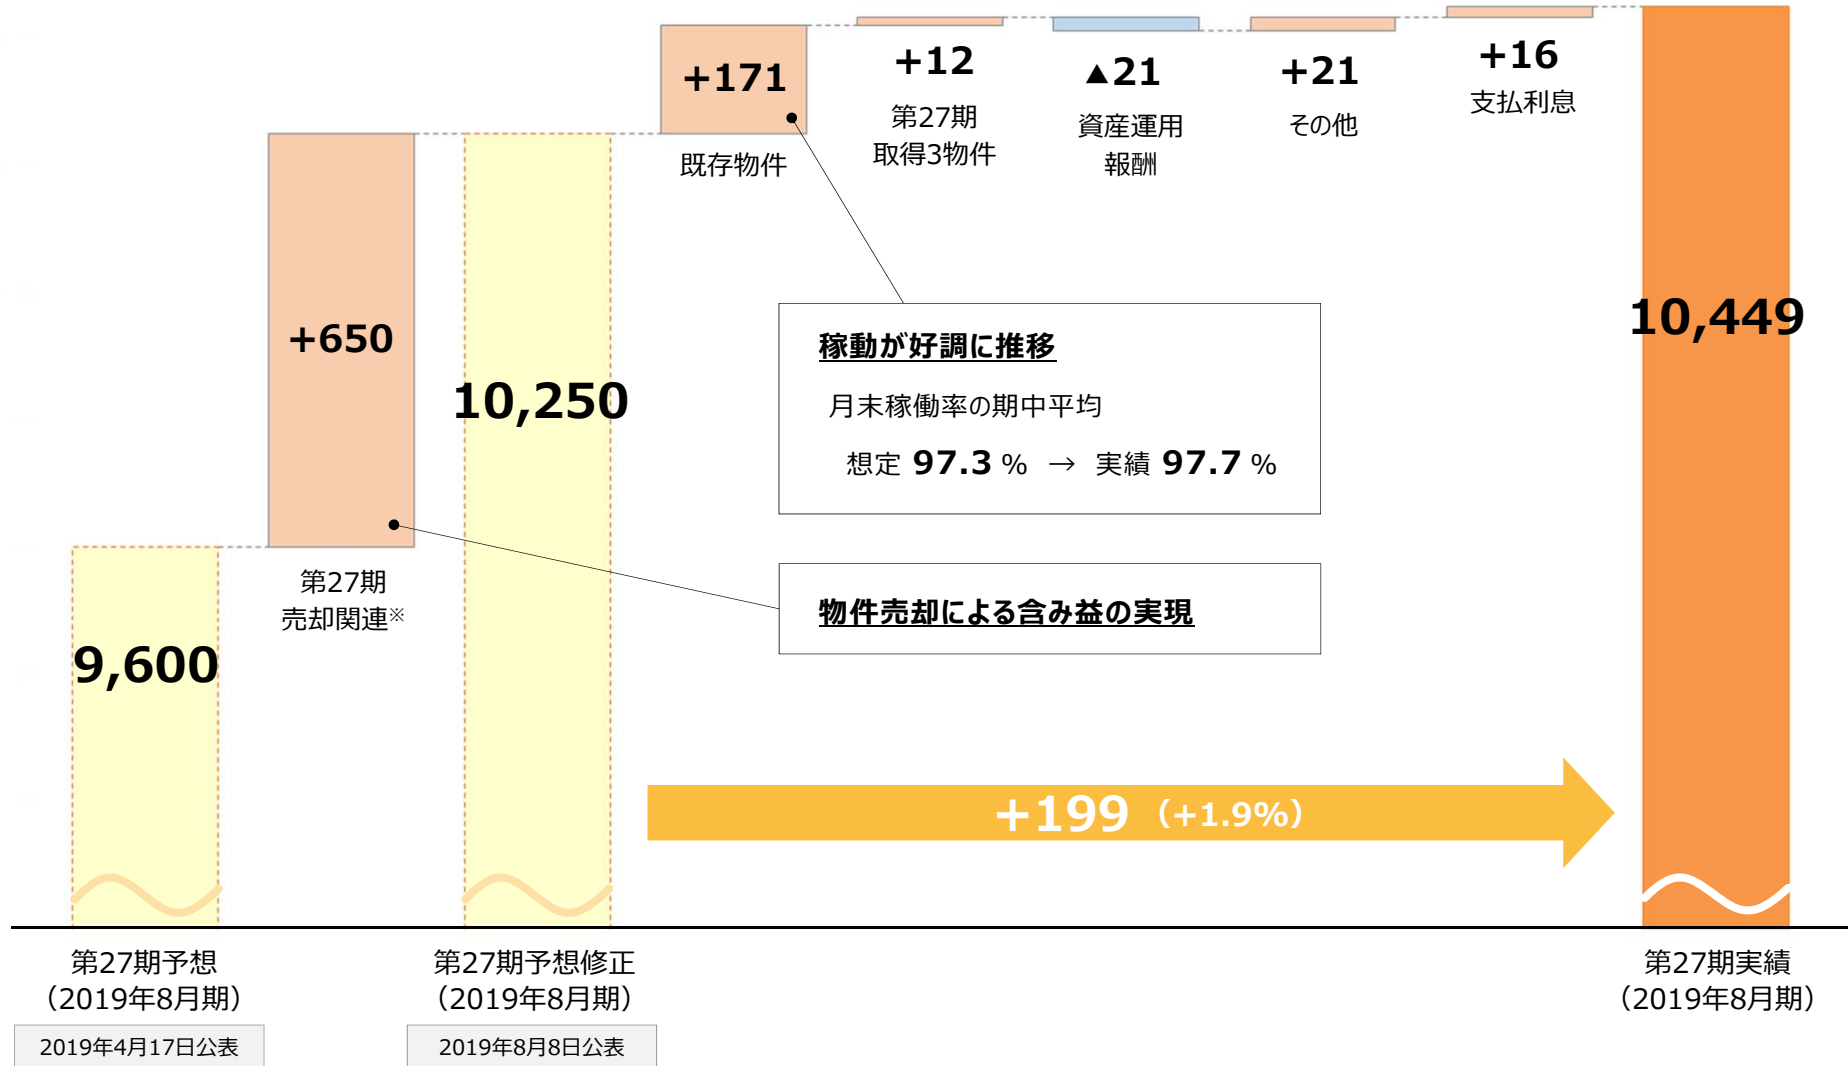 +171
既存物件
+12
第27期
取得3物件
▲21
資産運用
報酬
+21
その他
+16
支払利息
+650
第27期
売却関連※
9,600
10,250
10,449
稼動が好調に推移
月末稼働率の期中平均
想定 97.3 % → 実績 97.7 %
物件売却による含み益の実現
+199 (+1.9%)
第27期予想
(2019年8月期)
2019年4月17日公表
第27期予想修正
(2019年8月期)
2019年8月8日公表
第27期実績
(2019年8月期)